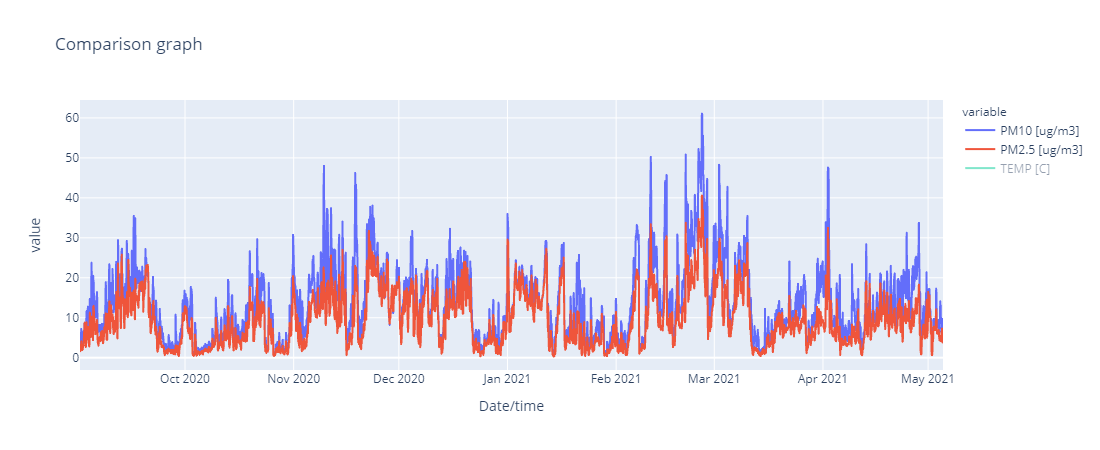 Comparison graph
variable
PM10 [ug/m3]
PM2.5 [ug/m3]
TEMP [C]
value
60
50
40
30
20
10
0
Oct 2020 Nov 2020 Dec 2020 Jan 2021 Feb 2021 Mar 2021 Apr 2021 May 2021
Date/time